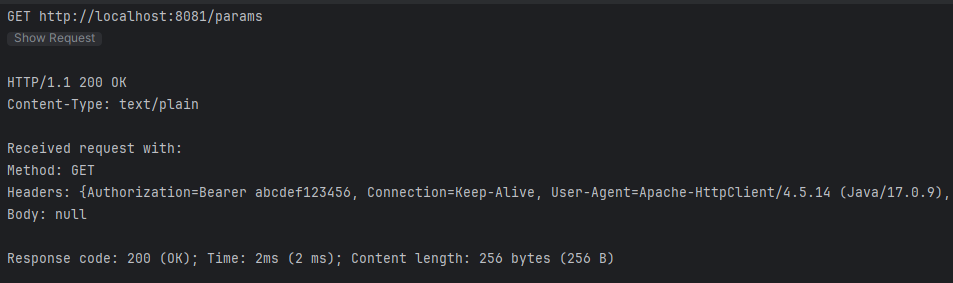 GET http://localhost:8081/params
Show Request
HTTP/1.1 200 OK
Content-Type: text/plain
Received request with:
Method: GET
Headers: {Authorization=Bearer abcdef123456, Connection=Keep-Alive, User-Agent=Apache-HttpClient/4.5.14 (Java/17.0.9),
Body: null
Response code: 200 (OK); Time: 2ms (2 ms); Content length: 256 bytes (256 B)